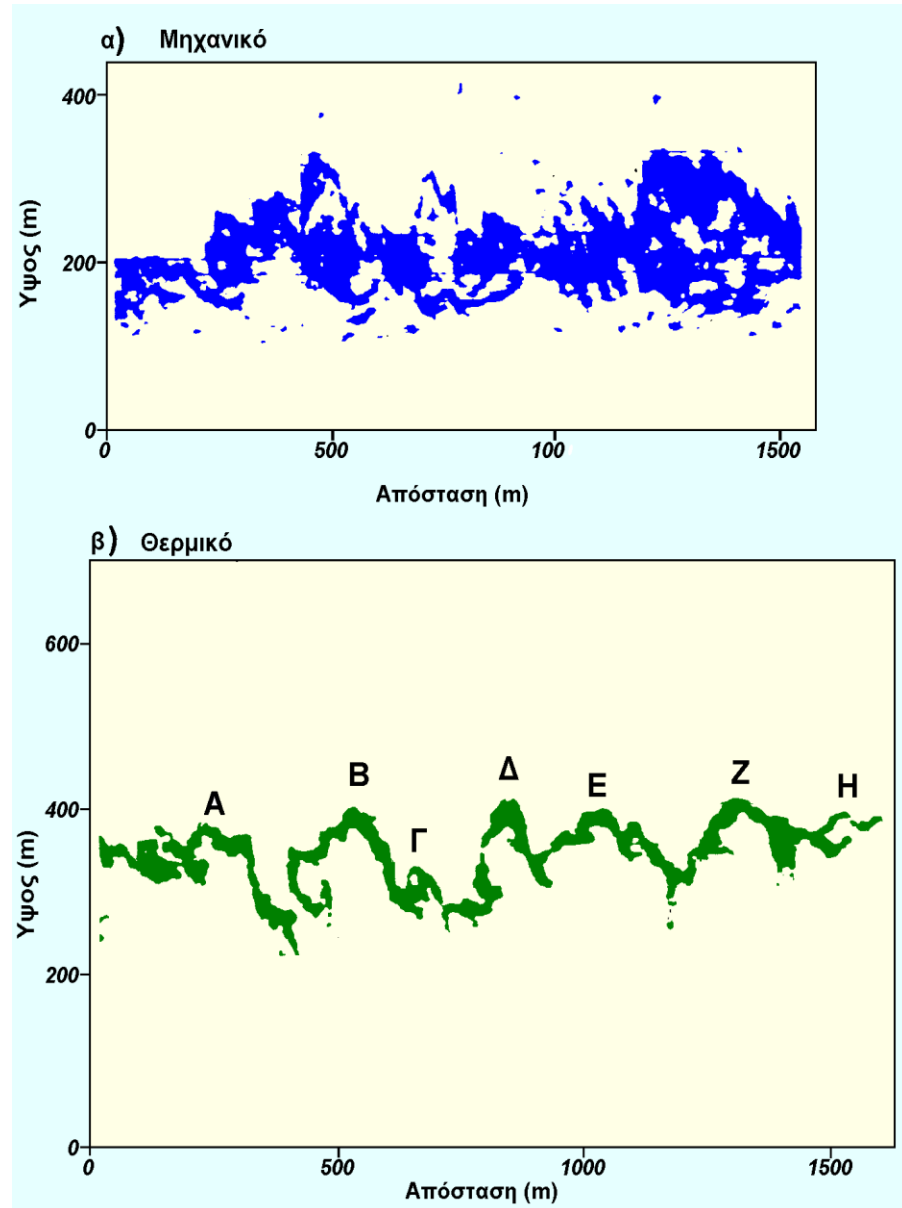 α) Μηχανικό
400
200
0
Υψος (m)
0 500 100 1500
Απόσταση (m)
β) Θερμικό
600
400
200
0
Υψος (m)
Α Β Γ Δ Ε Ζ Η
0 500 1000 1500
Απόσταση (m)